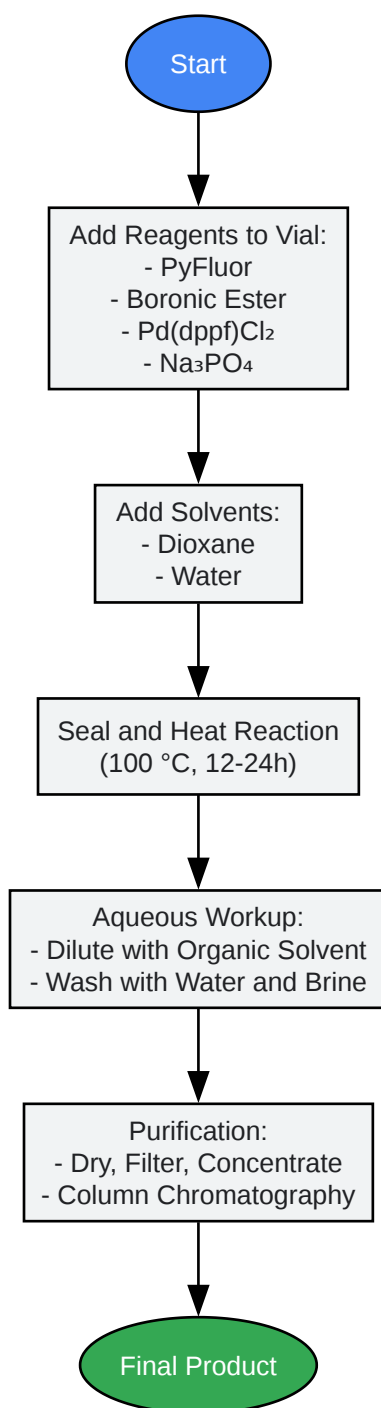 Start
Add Reagents to Vial:
- PyFluor
- Boronic Ester
- Pd(dppf)Cl₂
- Na₃PO₄
Add Solvents:
- Dioxane
- Water
Seal and Heat Reaction
(100 °C, 12-24h)
Aqueous Workup:
- Dilute with Organic Solvent
- Wash with Water and Brine
Purification:
- Dry, Filter, Concentrate
- Column Chromatography
Final Product